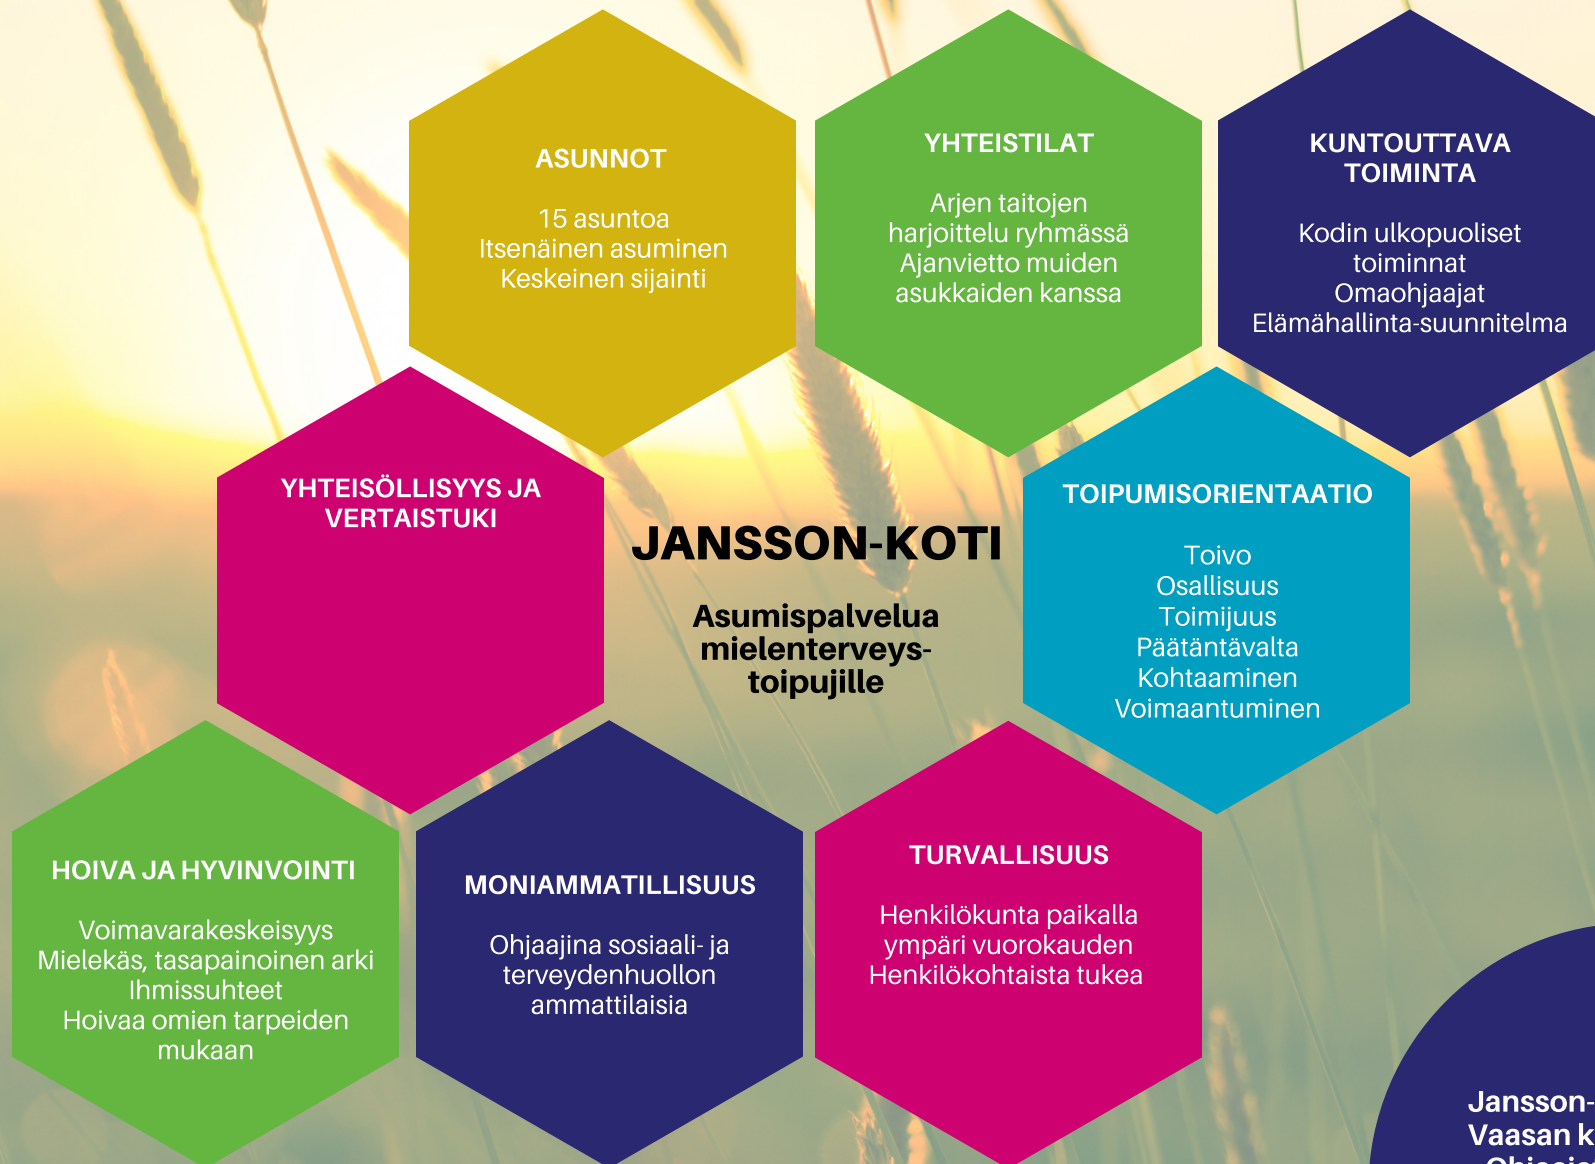 ASUNNOT
15 asuntoa
Itsenäinen asuminen
Keskeinen sijainti
YHTEISTILAT
Arjen taitojen
harjoittelu ryhmässä
Ajanvietto muiden
asukkaiden kanssa
KUNTOUTTAVA
TOIMINTA
Kodin ulkopuoliset
toiminnat
Omaohjaajat
Elämähallinta-suunnitelma
YHTEISÖLLISYYS JA
VERTAISTUKI
JANSSON-KOTI
Asumispalvelua
mielenterveys-
toipujille
TOIPUMISORIENTAATIO
Toivo
Osallisuus
Toimijuus
Päätäntävalta
Kohtaaminen
Voimaantuminen
HOIVA JA HYVINVOINTI
Voimavarakeskeisyys
Mielekäs, tasapainoinen arki
Ihmissuhteet
Hoivaa omien tarpeiden
mukaan
MONIAMMATILLISUUS
Ohjaajina sosiaali- ja
terveydenhuollon
ammattilaisia
TURVALLISUUS
Henkilökunta paikalla
ympäri vuorokauden
Henkilökohtaista tukea
Jansson-
Vaasan k